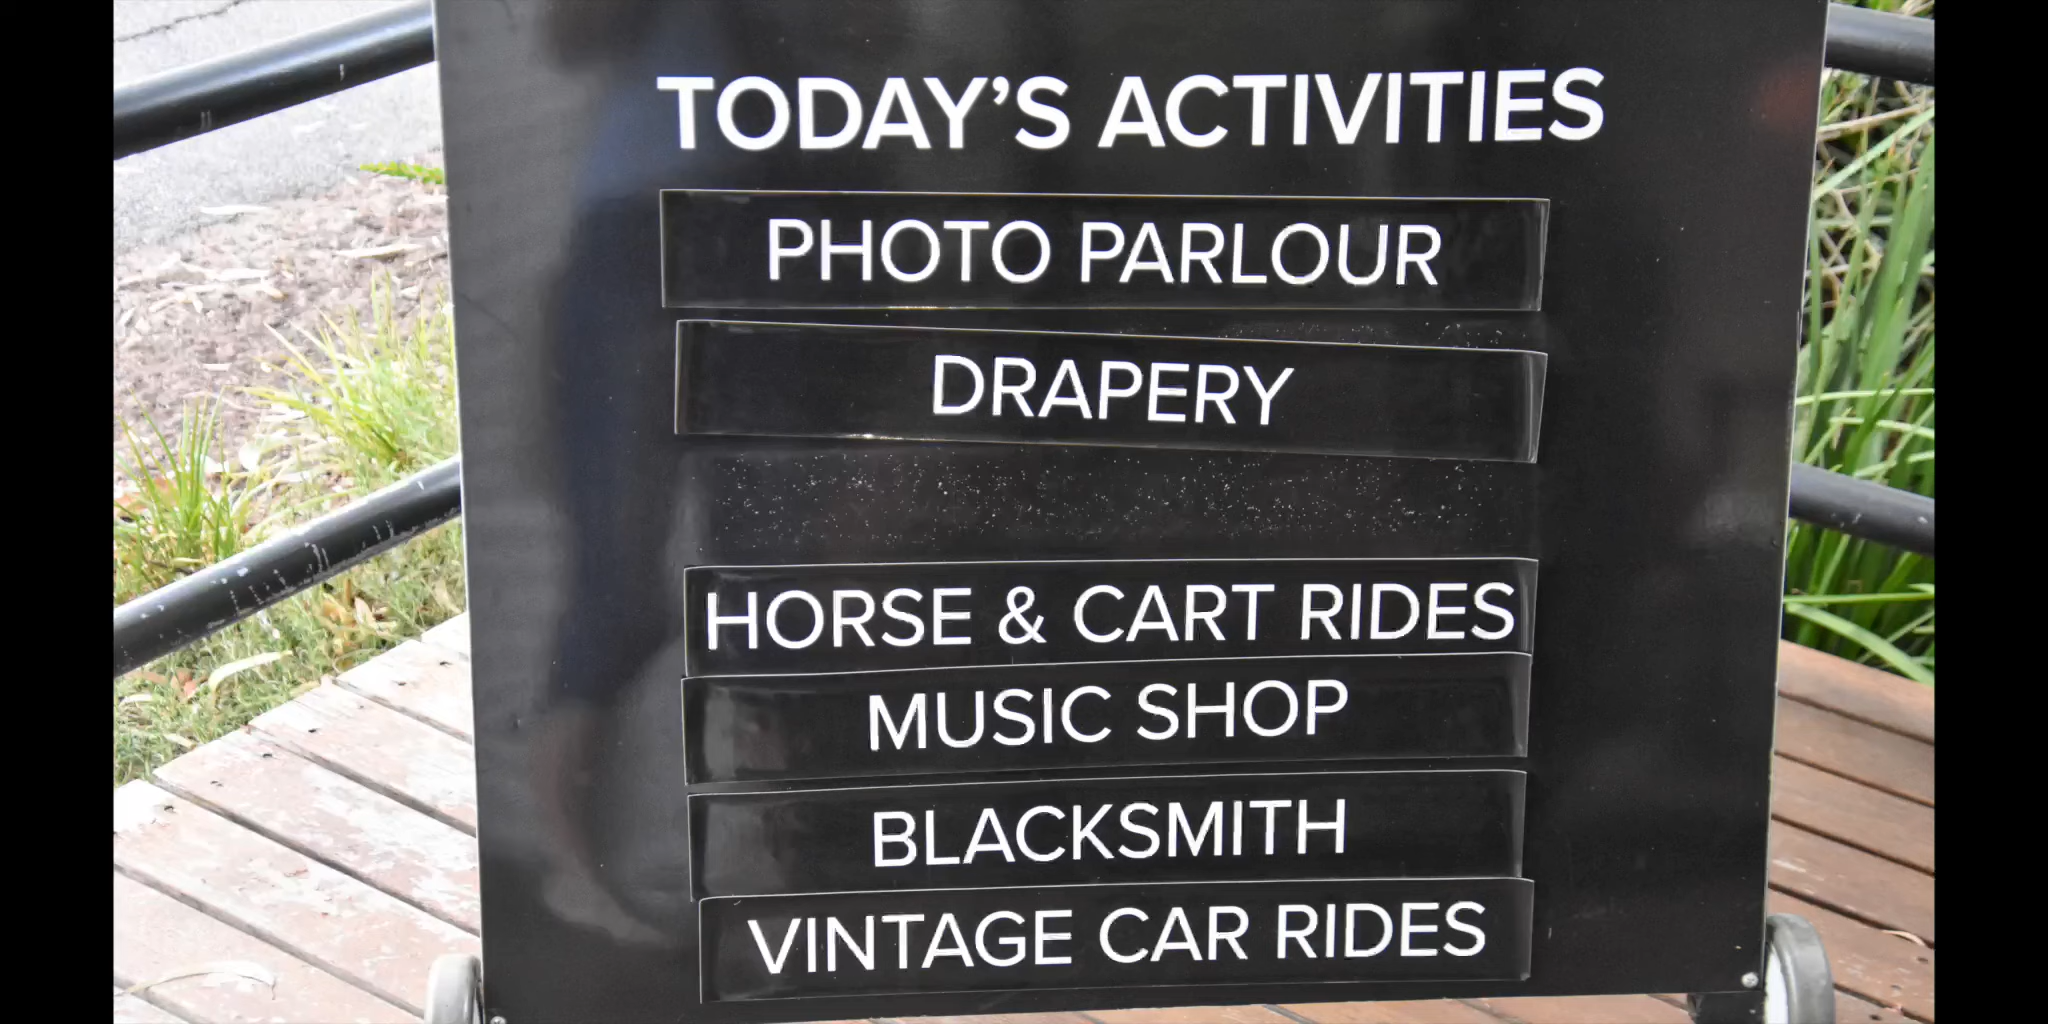 TODAY'S ACTIVITIES
PHOTO PARLOUR
DRAPERY
HORSE & CART RIDES
MUSIC SHOP
BLACKSMITH
VINTAGE CAR RIDES